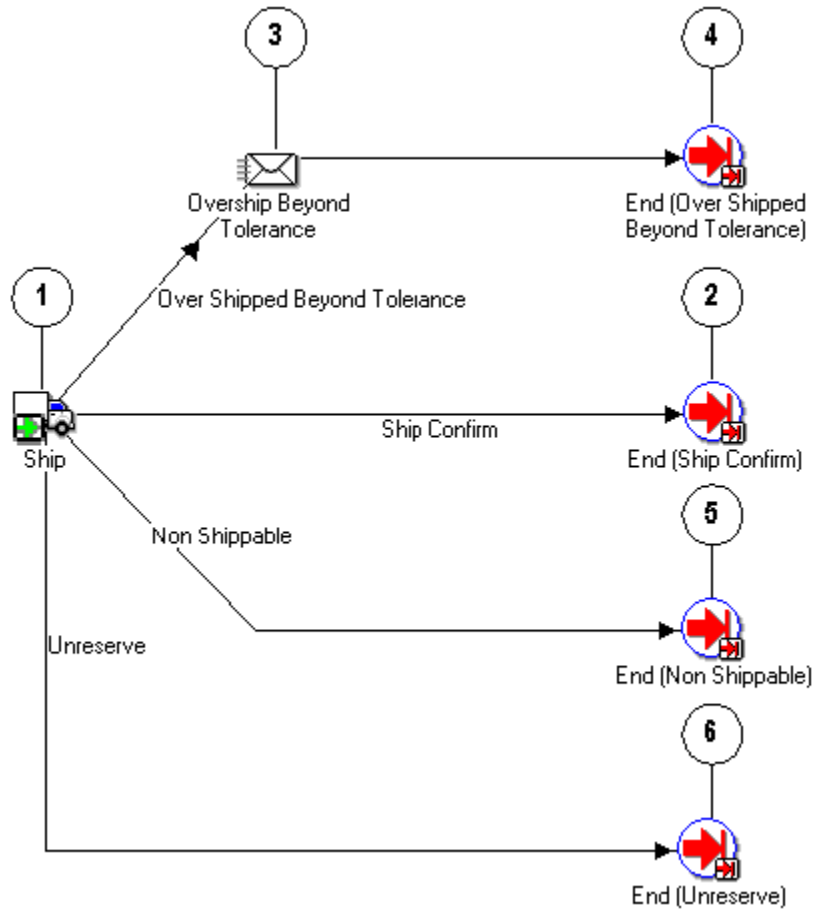 3
4
Overship Beyond
Tolerance
End (Over Shipped
Beyond Tolerance)
1
Over Shipped Beyond Tolerance
2
Ship Confirm
Ship
End (Ship Confirm)
5
Non Shippable
Unreserve
End (Non Shippable)
6
End (Unreserve)